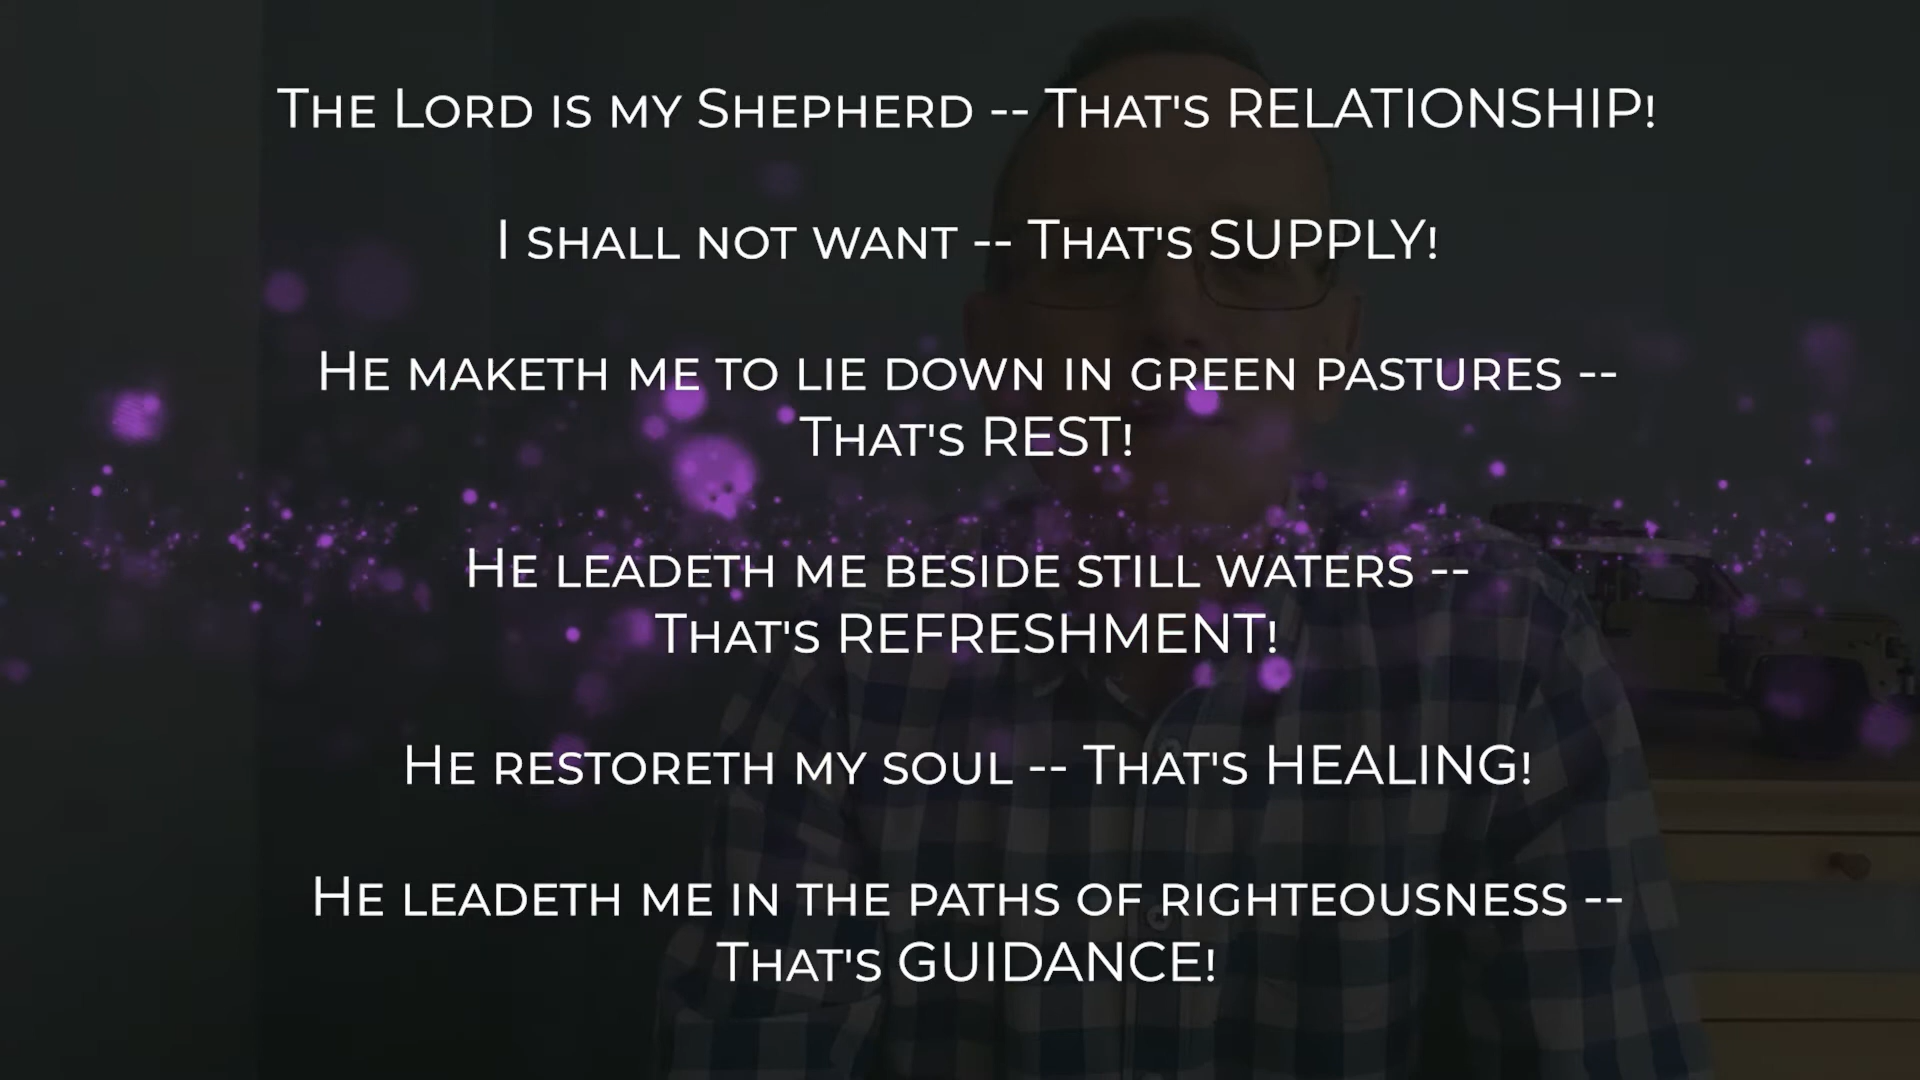 The Lord is my Shepherd -- That's RELATIONSHIP!
I shall not want -- That's SUPPLY!
He maketh me to lie down in green pastures --
That's REST!
He leadeth me beside still waters --
That's REFRESHMENT!
He restoreth my soul -- That's HEALING!
He leadeth me in the paths of righteousness --
That's GUIDANCE!